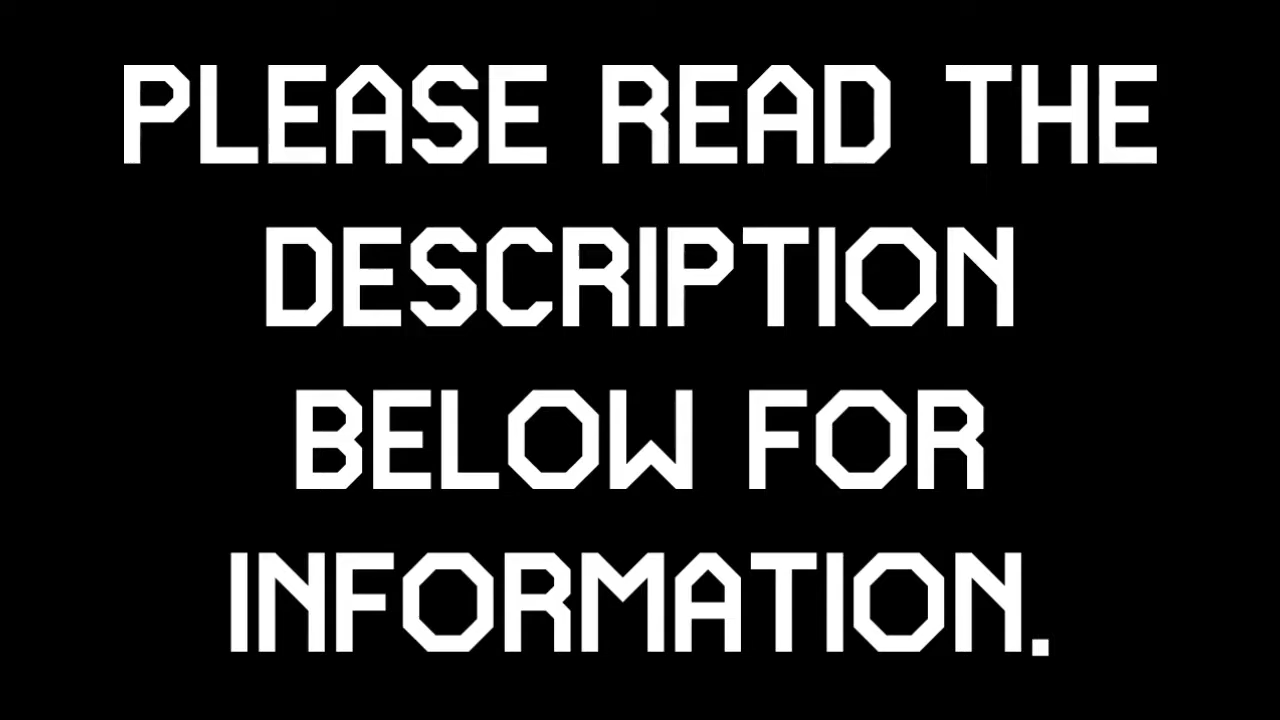 PLEASE READ THE
DESCRIPTION
BELOW FOR
INFORMATION.